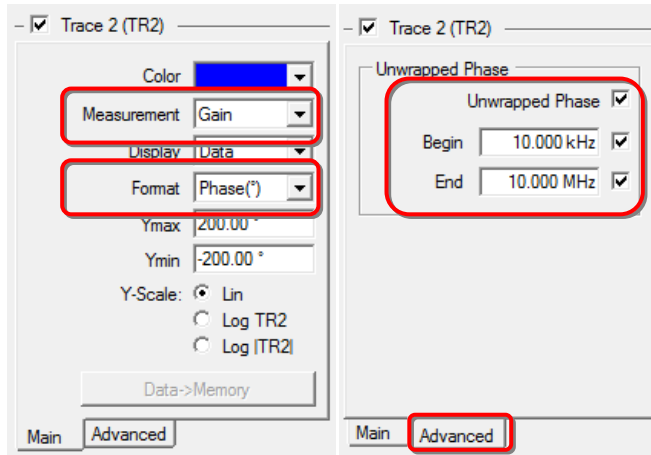 Trace 2 (TR2)
Color
Measurement Gain
Display Data
Format Phase(°)
Ymax 200.00 °
Ymin -200.00 °
Y-Scale: Lin
Log TR2
Log |TR2|
Data->Memory
Main Advanced
Trace 2 (TR2)
Unwrapped Phase
Unwrapped Phase
Begin 10.000 kHz
End 10.000 MHz
Main Advanced